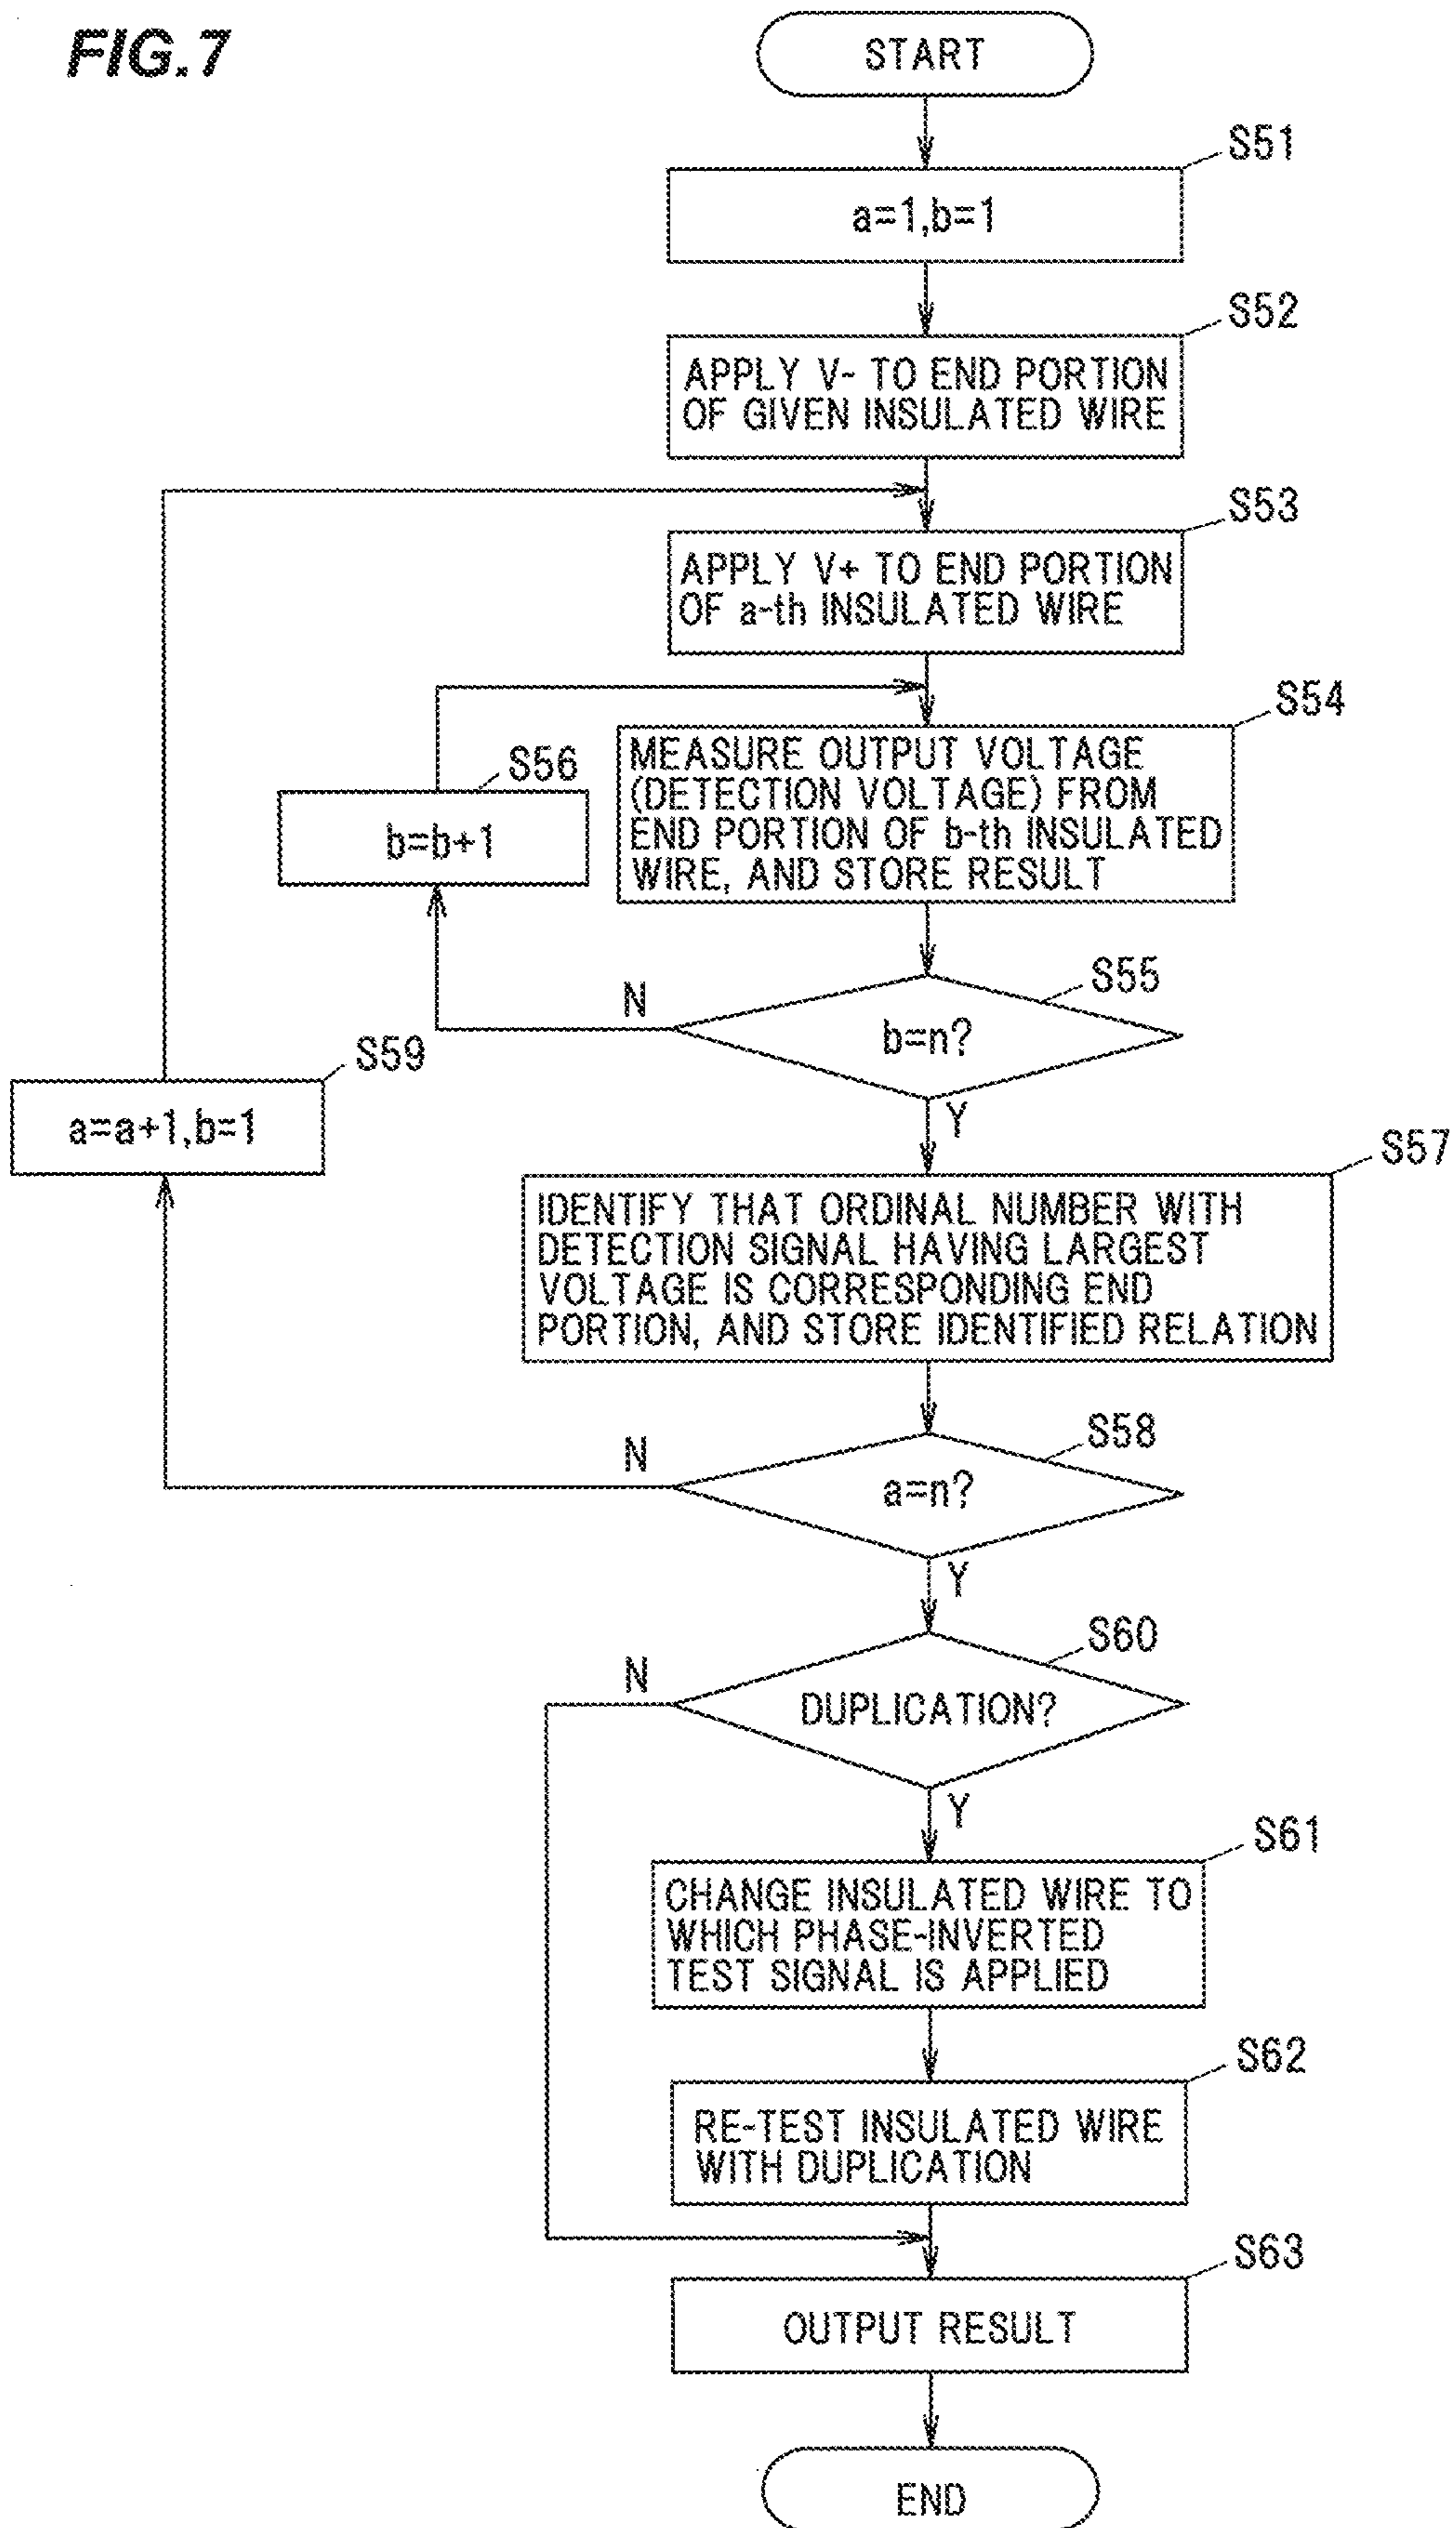 FIG.7
START
S51
a=1,b=1
S52
APPLY V- TO END PORTION
OF GIVEN INSULATED WIRE
S53
APPLY V+ TO END PORTION
OF a-th INSULATED WIRE
S54
MEASURE OUTPUT VOLTAGE
(DETECTION VOLTAGE) FROM
END PORTION OF b-th INSULATED
WIRE, AND STORE RESULT
S56
b=b+1
S55
N
b=n?
Y
S59
a=a+1,b=1
S57
IDENTIFY THAT ORDINAL NUMBER WITH
DETECTION SIGNAL HAVING LARGEST
VOLTAGE IS CORRESPONDING END
PORTION, AND STORE IDENTIFIED RELATION
S58
N
a=n?
Y
S60
N
DUPLICATION?
Y
S61
CHANGE INSULATED WIRE TO
WHICH PHASE-INVERTED
TEST SIGNAL IS APPLIED
S62
RE-TEST INSULATED WIRE
WITH DUPLICATION
S63
OUTPUT RESULT
END